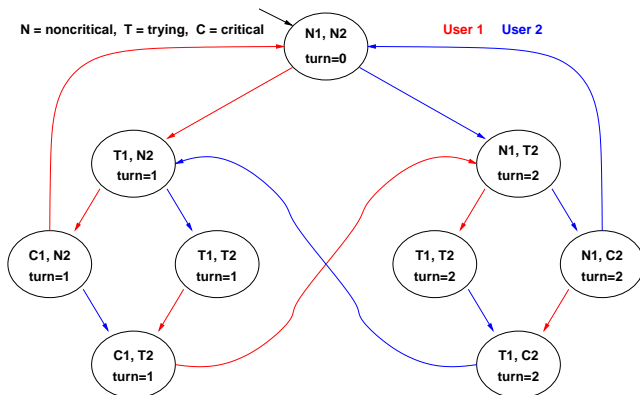 N = noncritical, T = trying, C = critical
User 1 User 2
N1, N2
turn=0
T1, N2
turn=1
N1, T2
turn=2
C1, N2
turn=1
T1, T2
turn=1
T1, T2
turn=2
N1, C2
turn=2
C1, T2
turn=1
T1, C2
turn=2